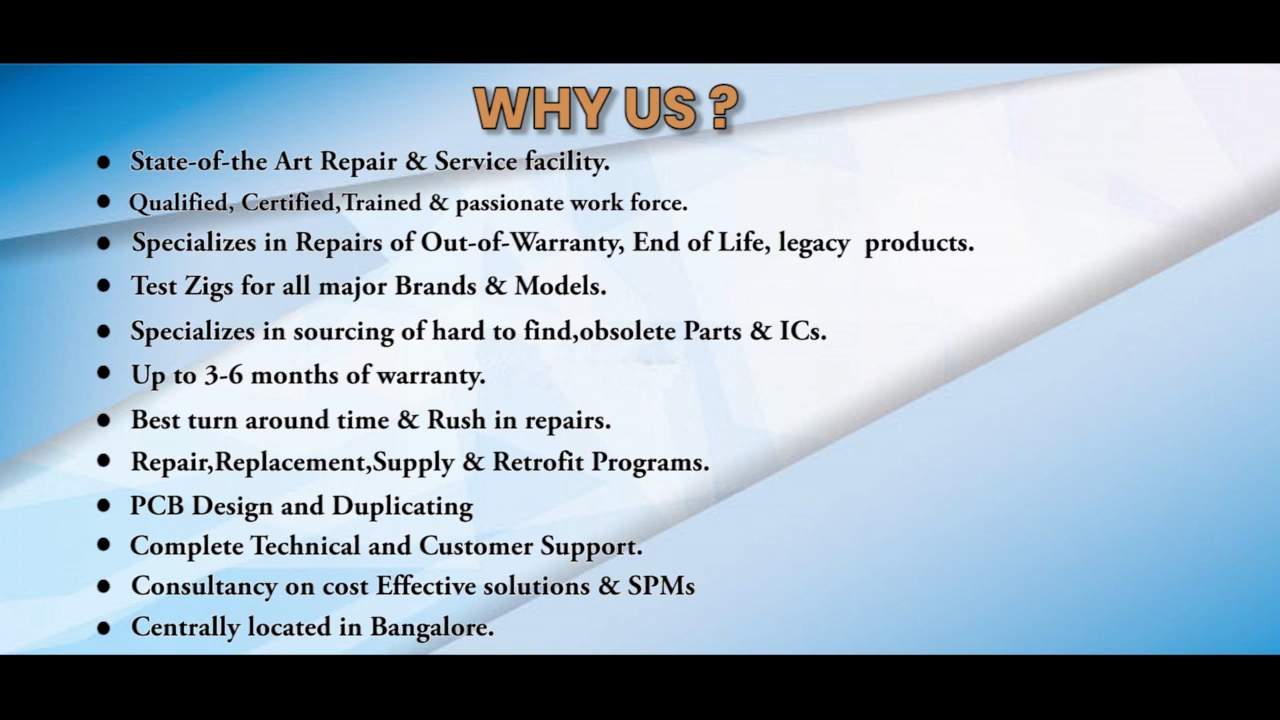 WHY US ?
● State-of-the Art Repair & Service facility.
● Qualified, Certified,Trained & passionate work force.
● Specializes in Repairs of Out-of-Warranty, End of Life, legacy  products.
● Test Zigs for all major Brands & Models.
● Specializes in sourcing of hard to find,obsolete Parts & ICs.
● Up to 3-6 months of warranty.
● Best turn around time & Rush in repairs.
● Repair,Replacement,Supply & Retrofit Programs.
● PCB Design and Duplicating
● Complete Technical and Customer Support.
● Consultancy on cost Effective solutions & SPMs
● Centrally located in Bangalore.